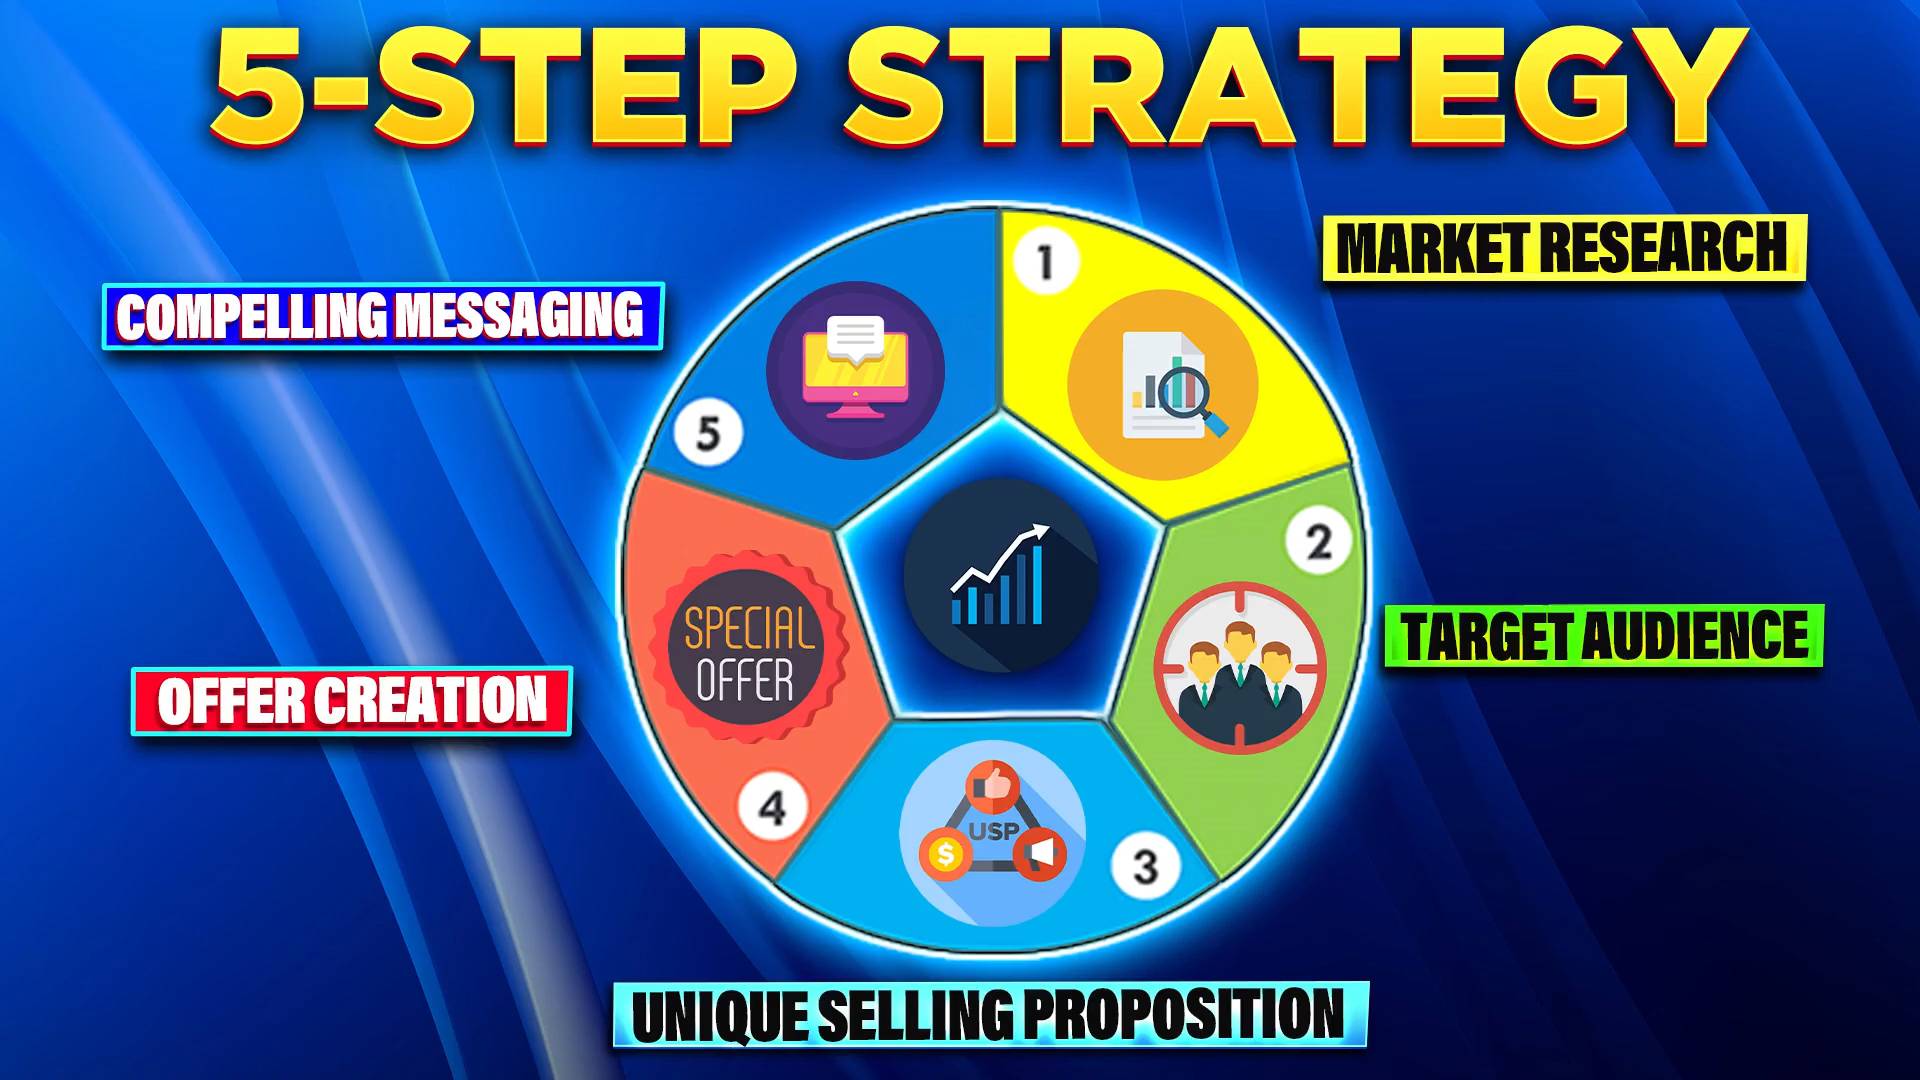 5-STEP STRATEGY
1
MARKET RESEARCH
2
TARGET AUDIENCE
3
USP
$
UNIQUE SELLING PROPOSITION
4
SPECIAL
OFFER
OFFER CREATION
5
COMPELLING MESSAGING